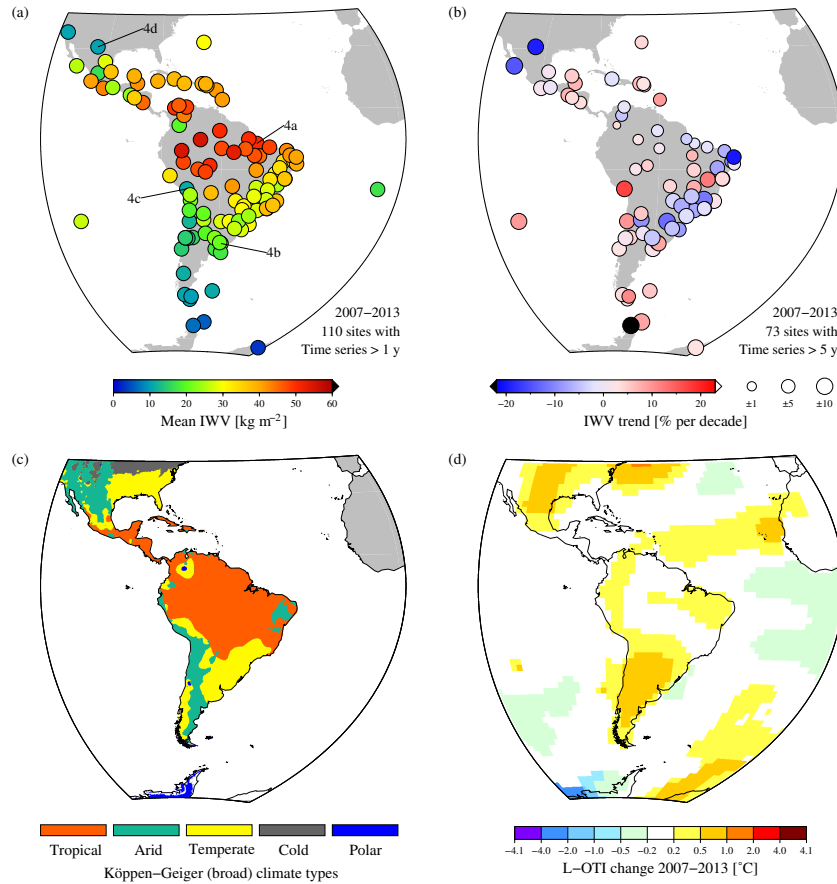 (a)
4d
4a
4c
4b
2007−2013
110 sites with
Time series > 1 y
0 10 20 30 40 50 60
Mean IWV [kg m−2]
(b)
2007−2013
73 sites with
Time series > 5 y
−20 −10 0 10 20
IWV trend [% per decade]
±1 ±5 ±10
(c)
Tropical Arid Temperate Cold Polar
Köppen−Geiger (broad) climate types
(d)
−4.1 −4.0 −2.0 −1.0 −0.5 −0.2 0.2 0.5 1.0 2.0 4.0 4.1
L−OTI change 2007−2013 [˚C]